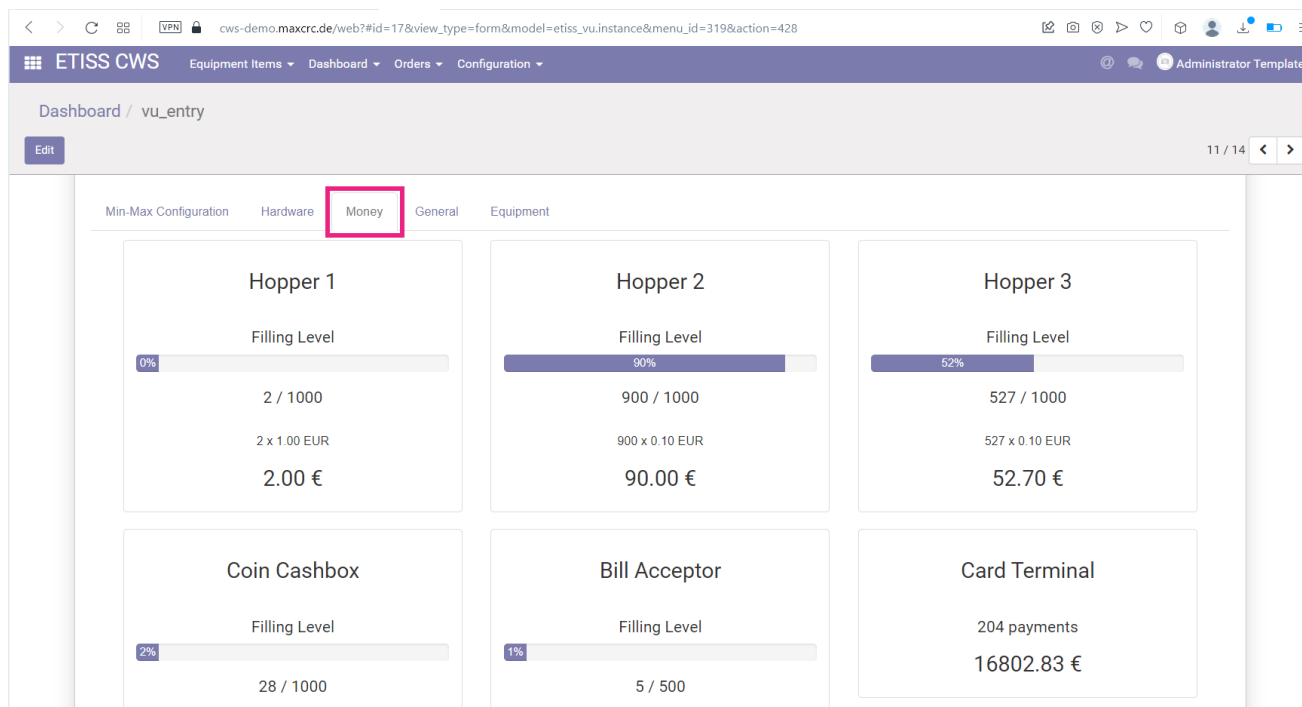 VPN cws-demo.maxcrc.de/web?#id=17&view_type=form&model=etiss_vu.instance&menu_id=319&action=428
ETISS CWS Equipment Items Dashboard Orders Configuration @ Administrator Template
Dashboard / vu_entry
Edit 11 / 14
Min-Max Configuration Hardware Money General Equipment
Hopper 1 Hopper 2 Hopper 3
Filling Level Filling Level Filling Level
0% 90% 52%
2 / 1000 900 / 1000 527 / 1000
2 x 1.00 EUR 900 x 0.10 EUR 527 x 0.10 EUR
2.00 € 90.00 € 52.70 €
Coin Cashbox Bill Acceptor Card Terminal
Filling Level Filling Level 204 payments
2% 1% 16802.83 €
28 / 1000 5 / 500